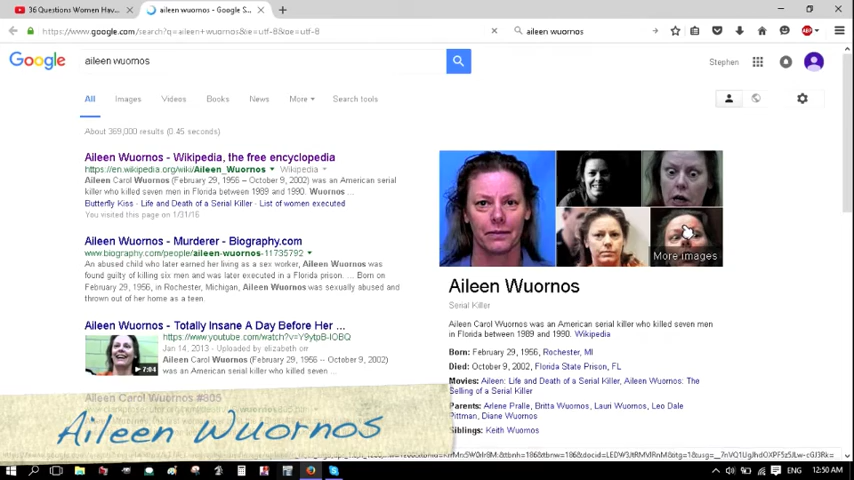 36 Questions Women Hav...
aileen wuornos - Google S...
https://www.google.com/search?q=aileen+wuornos&ie=utf-8&oe=utf-8
aileen wuornos
Google
aileen wuornos
Stephen
All Images Videos Books News More Search tools
About 369,000 results (0.45 seconds)
Aileen Wuornos - Wikipedia, the free encyclopedia
https://en.wikipedia.org/wiki/Aileen_Wuornos Wikipedia
Aileen Carol Wuornos (February 29, 1956 – October 9, 2002) was an American serial
killer who killed seven men in Florida between 1989 and 1990. Wuornos ...
Butterfly Kiss - Life and Death of a Serial Killer - List of women executed
You visited this page on 1/31/16
Aileen Wuornos - Murderer - Biography.com
www.biography.com/people/aileen-wuornos-11735792
An abused child who later earned her living as a sex worker, Aileen Wuornos was
found guilty of killing six men and was later executed in a Florida prison. ... Born on
February 29, 1956, in Rochester, Michigan, Aileen Wuornos was sexually abused and
thrown out of her home as a teen.
Aileen Wuornos - Totally Insane A Day Before Her ...
https://www.youtube.com/watch?v=Y9ytpB-IOBQ
Jan 14, 2013 - Uploaded by elizabeth orr
Aileen Carol Wuornos (February 29, 1956 – October 9, 2002)
was an American serial killer who killed seven men in ...
7:04
Aileen Carol Wuornos #805
Aileen Wuornos
More images
Aileen Wuornos
Serial Killer
Aileen Carol Wuornos was an American serial killer who killed seven men
in Florida between 1989 and 1990. Wikipedia
Born: February 29, 1956, Rochester, MI
Died: October 9, 2002, Florida State Prison, FL
Movies: Aileen: Life and Death of a Serial Killer, Aileen Wuornos: The
Selling of a Serial Killer
Parents: Arlene Pralle, Britta Wuornos, Lauri Wuornos, Leo Dale
Pittman, Diane Wuornos
Siblings: Keith Wuornos
ENG
12:50 AM